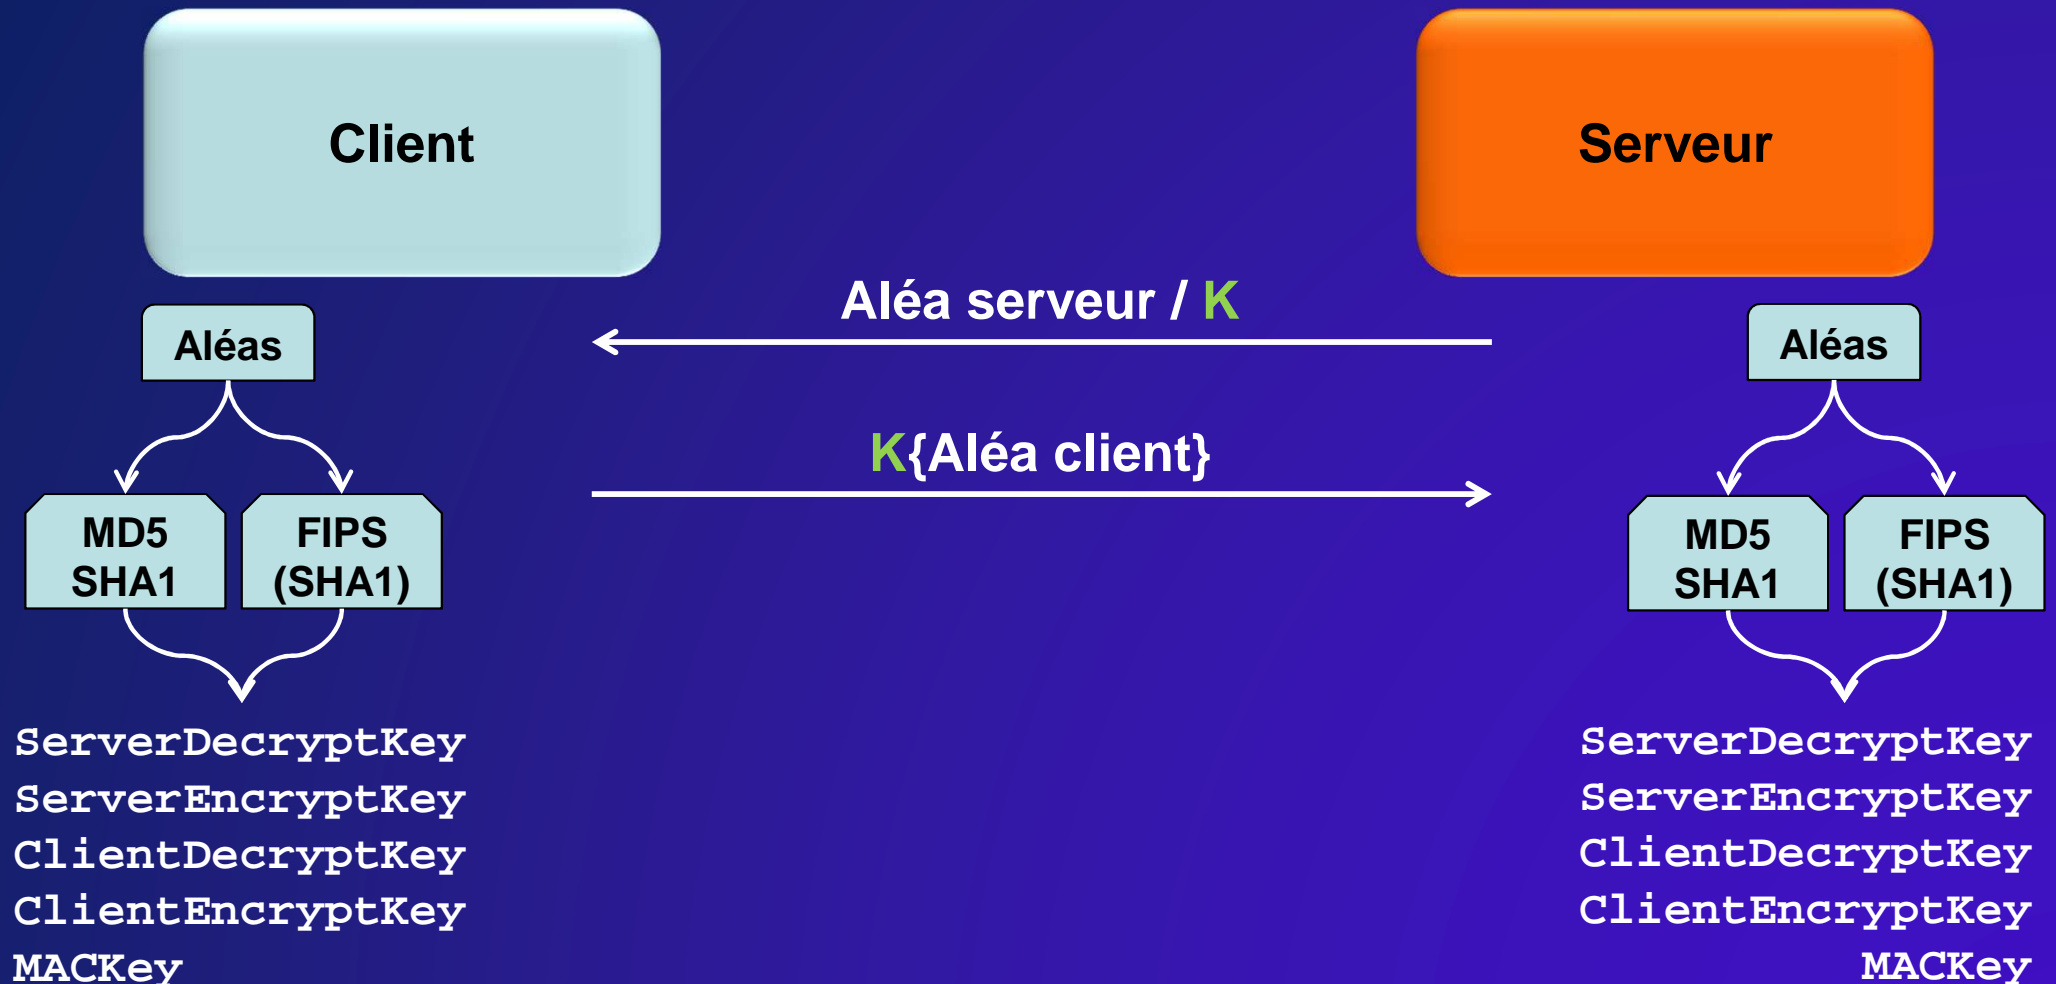 Client
Serveur
Aléa serveur / K
Aléas
Aléas
K{Aléa client}
MD5
SHA1
FIPS
(SHA1)
MD5
SHA1
FIPS
(SHA1)
ServerDecryptKey
ServerEncryptKey
ClientDecryptKey
ClientEncryptKey
MACKey
ServerDecryptKey
ServerEncryptKey
ClientDecryptKey
ClientEncryptKey
MACKey